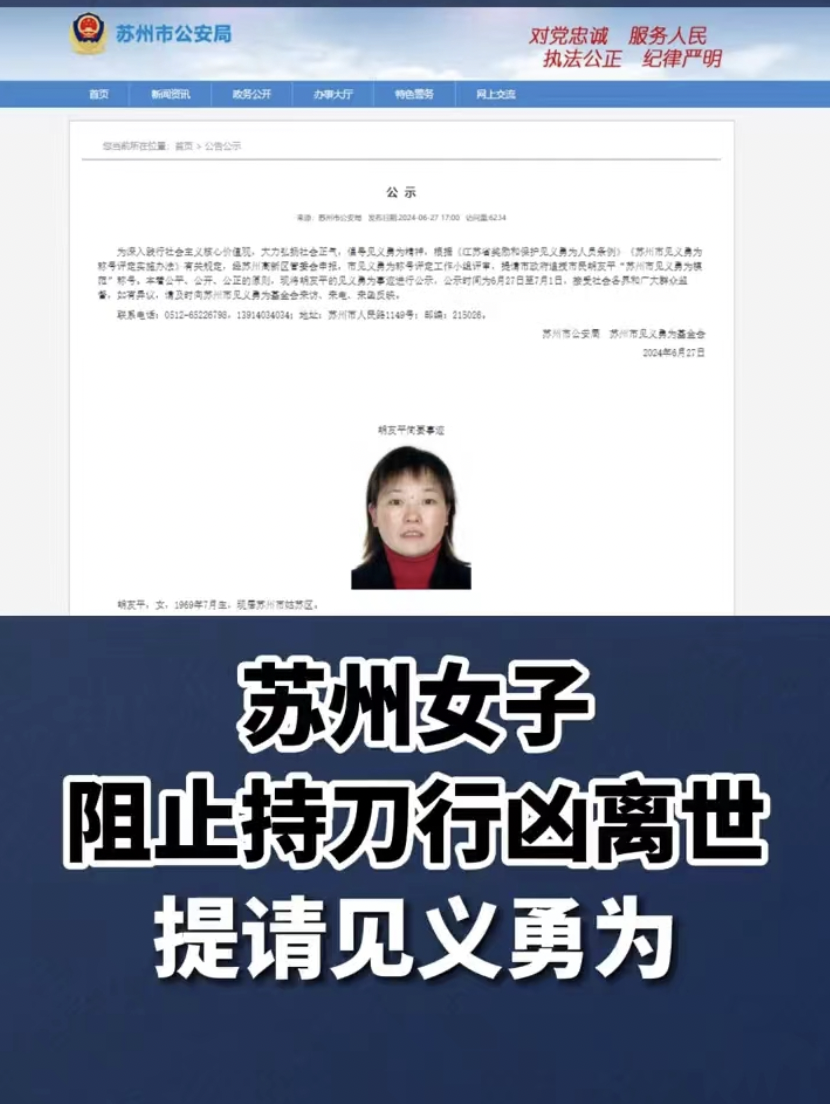 苏州市公安局
对党忠诚 服务人民
执法公正 纪律严明
首页 新闻资讯 政务公开 办事大厅 特色警务 网上交流
您当前所在位置：首页 > 公告公示
公 示
来源：苏州市公安局 发布日期:2024-06-27 17:00 访问量:6234
为深入践行社会主义核心价值观，大力弘扬社会正气，倡导见义勇为精神，根据《江苏省奖励和保护见义勇为人员条例》《苏州市见义勇为
称号评定实施办法》有关规定，经苏州高新区管委会申报，市见义勇为称号评定工作小组评审，提请市政府追授市民胡友平“苏州市见义勇为模
范”称号。本着公平、公开、公正的原则，现将胡友平的见义勇为事迹进行公示，公示时间为6月27日至7月1日，接受社会各界和广大群众监
督，如有异议，请及时向苏州市见义勇为基金会来访、来电、来函反映。
联系电话：0512-65226798，13914034034；地址：苏州市人民路1149号；邮编：215026。
苏州市公安局 苏州市见义勇为基金会
2024年6月27日
胡友平简要事迹
胡友平，女，1969年7月生，现居苏州市姑苏区。
苏州女子
阻止持刀行凶离世
提请见义勇为